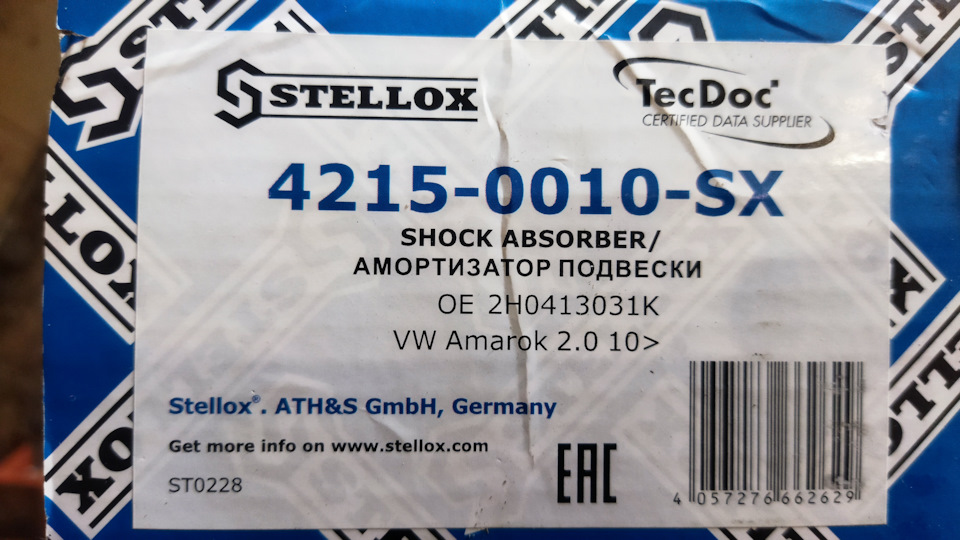 STELLOX
TecDoc
CERTIFIED DATA SUPPLIER
4215-0010-SX
SHOCK ABSORBER/
АМОРТИЗАТОР ПОДВЕСКИ
OE 2H0413031K
VW Amarok 2.0 10>
Stellox®. ATH&S GmbH, Germany
Get more info on www.stellox.com
ST0228
EAC
4 057276 662629